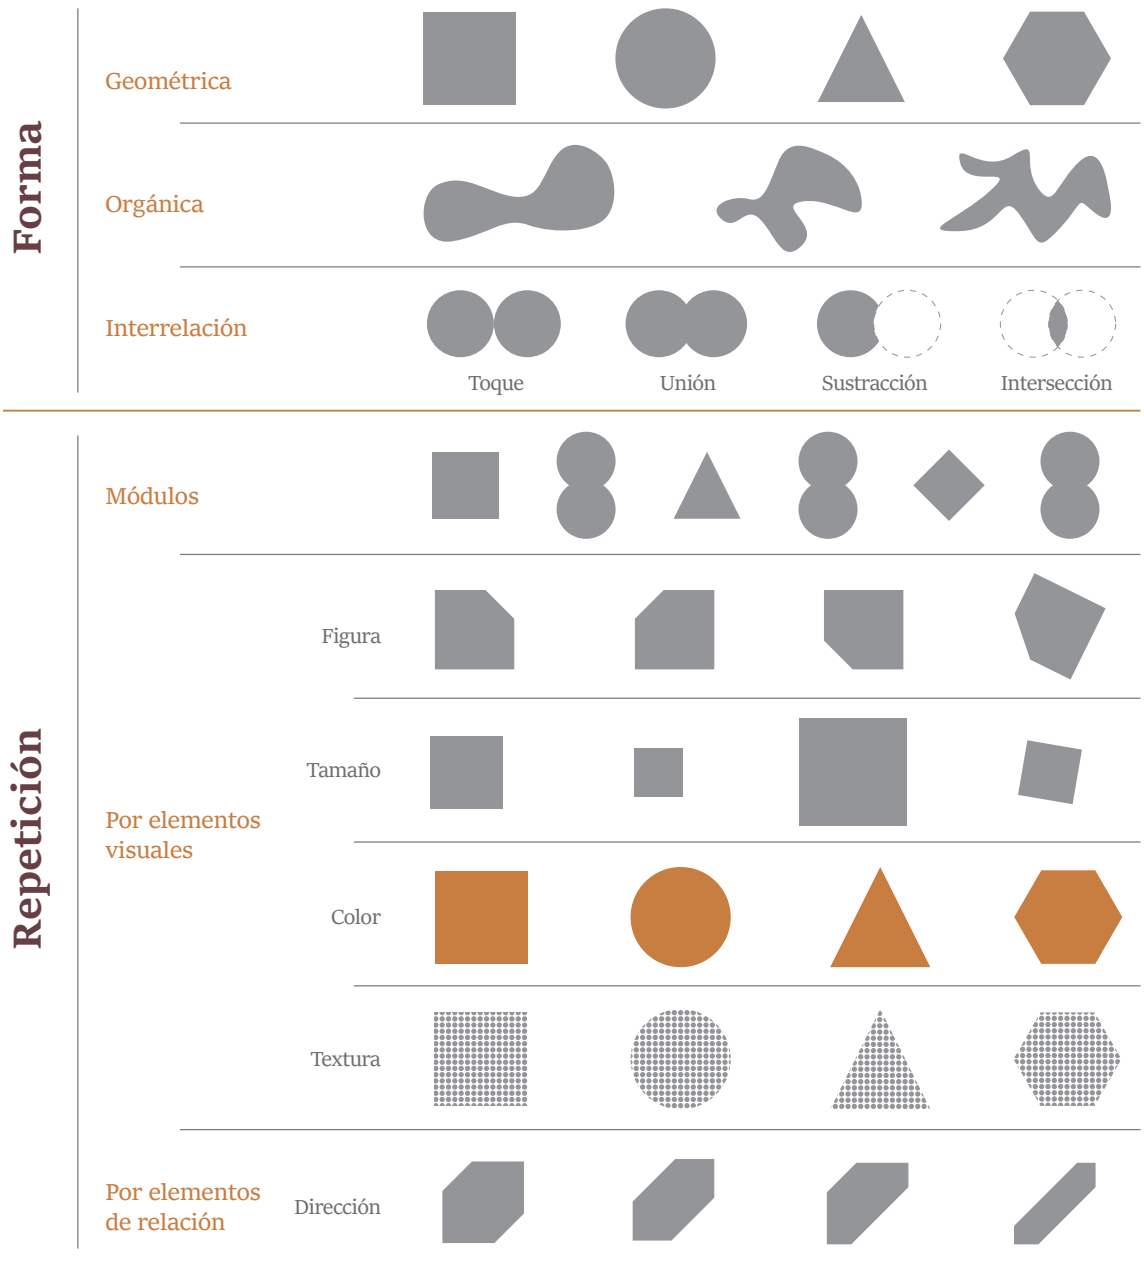 Forma
Geométrica
Orgánica
Interrelación
Toque
Unión
Sustracción
Intersección
Repetición
Módulos
Por elementos
visuales
Figura
Tamaño
Color
Textura
Por elementos
de relación
Dirección